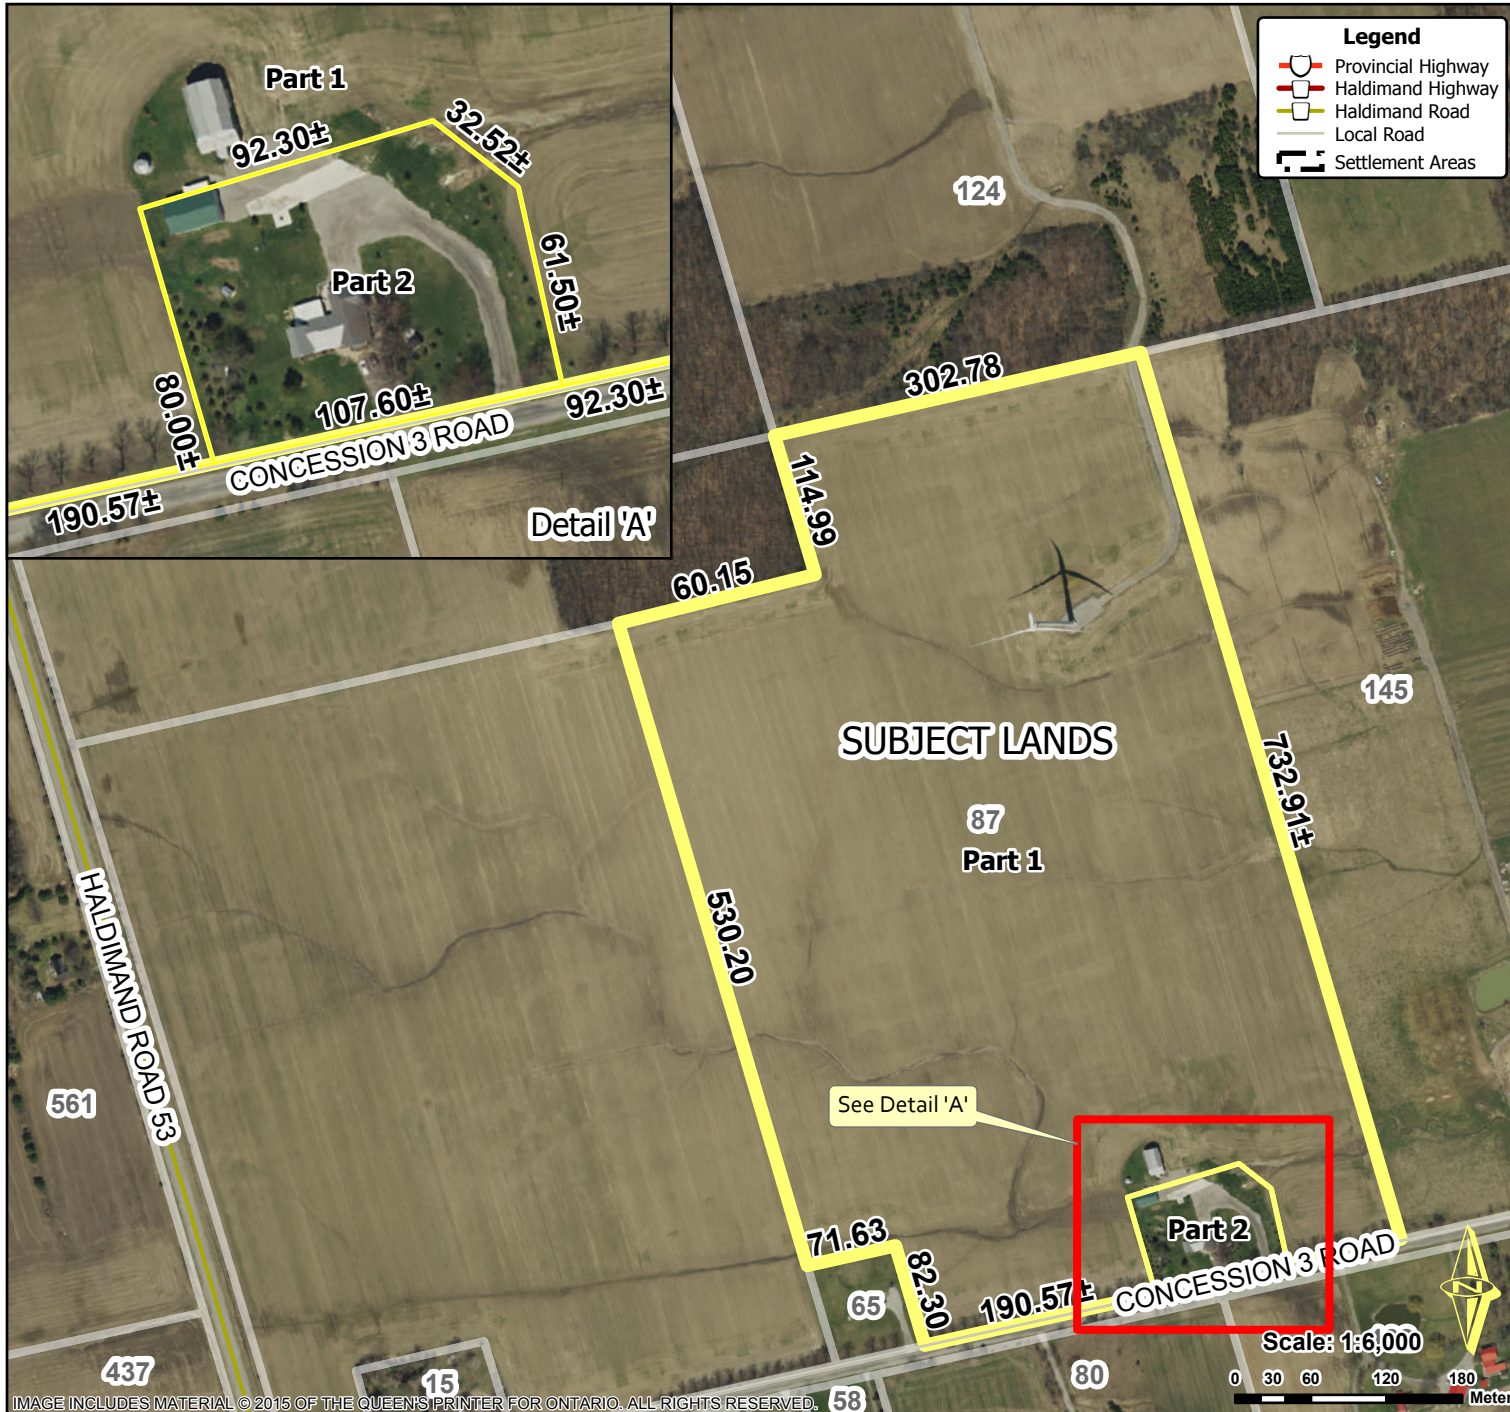 Part 1
92.30±
32.52±
Part 2
61.50±
80.00±
107.60±
92.30±
CONCESSION 3 ROAD
190.57±
Detail 'A'
Legend
Provincial Highway
Haldimand Highway
Haldimand Road
Local Road
Settlement Areas
124
302.78
114.99
60.15
145
SUBJECT LANDS
87
Part 1
732.91±
530.20
HALDIMAND ROAD 53
561
See Detail 'A'
Part 2
71.63
82.30
65
190.57±
CONCESSION 3 ROAD
N
Scale: 1:6,000
437
15
58
80
0 30 60 120 180
Meter
IMAGE INCLUDES MATERIAL © 2015 OF THE QUEEN'S PRINTER FOR ONTARIO. ALL RIGHTS RESERVED.